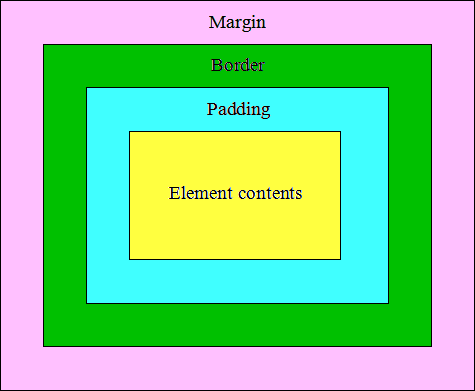 Margin
Border
Padding
Element contents